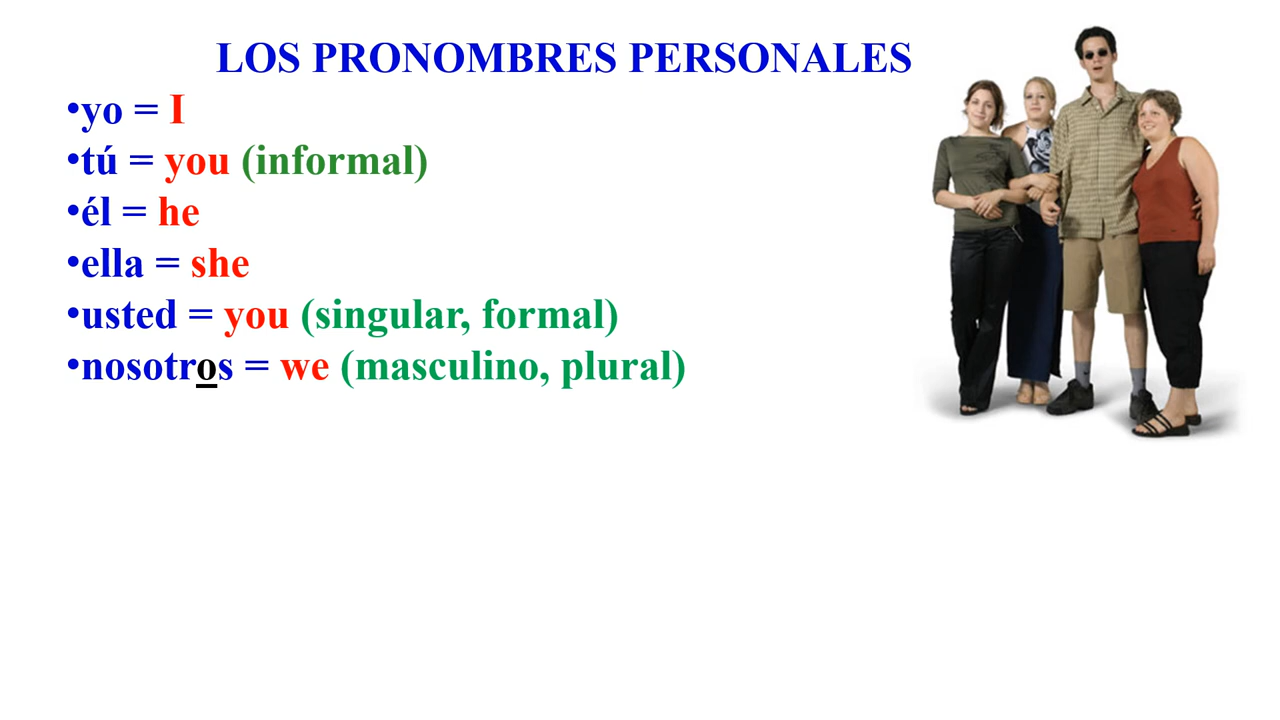 LOS PRONOMBRES PERSONALES
•yo = I
•tú = you (informal)
•él = he
•ella = she
•usted = you (singular, formal)
•nosotros = we (masculino, plural)